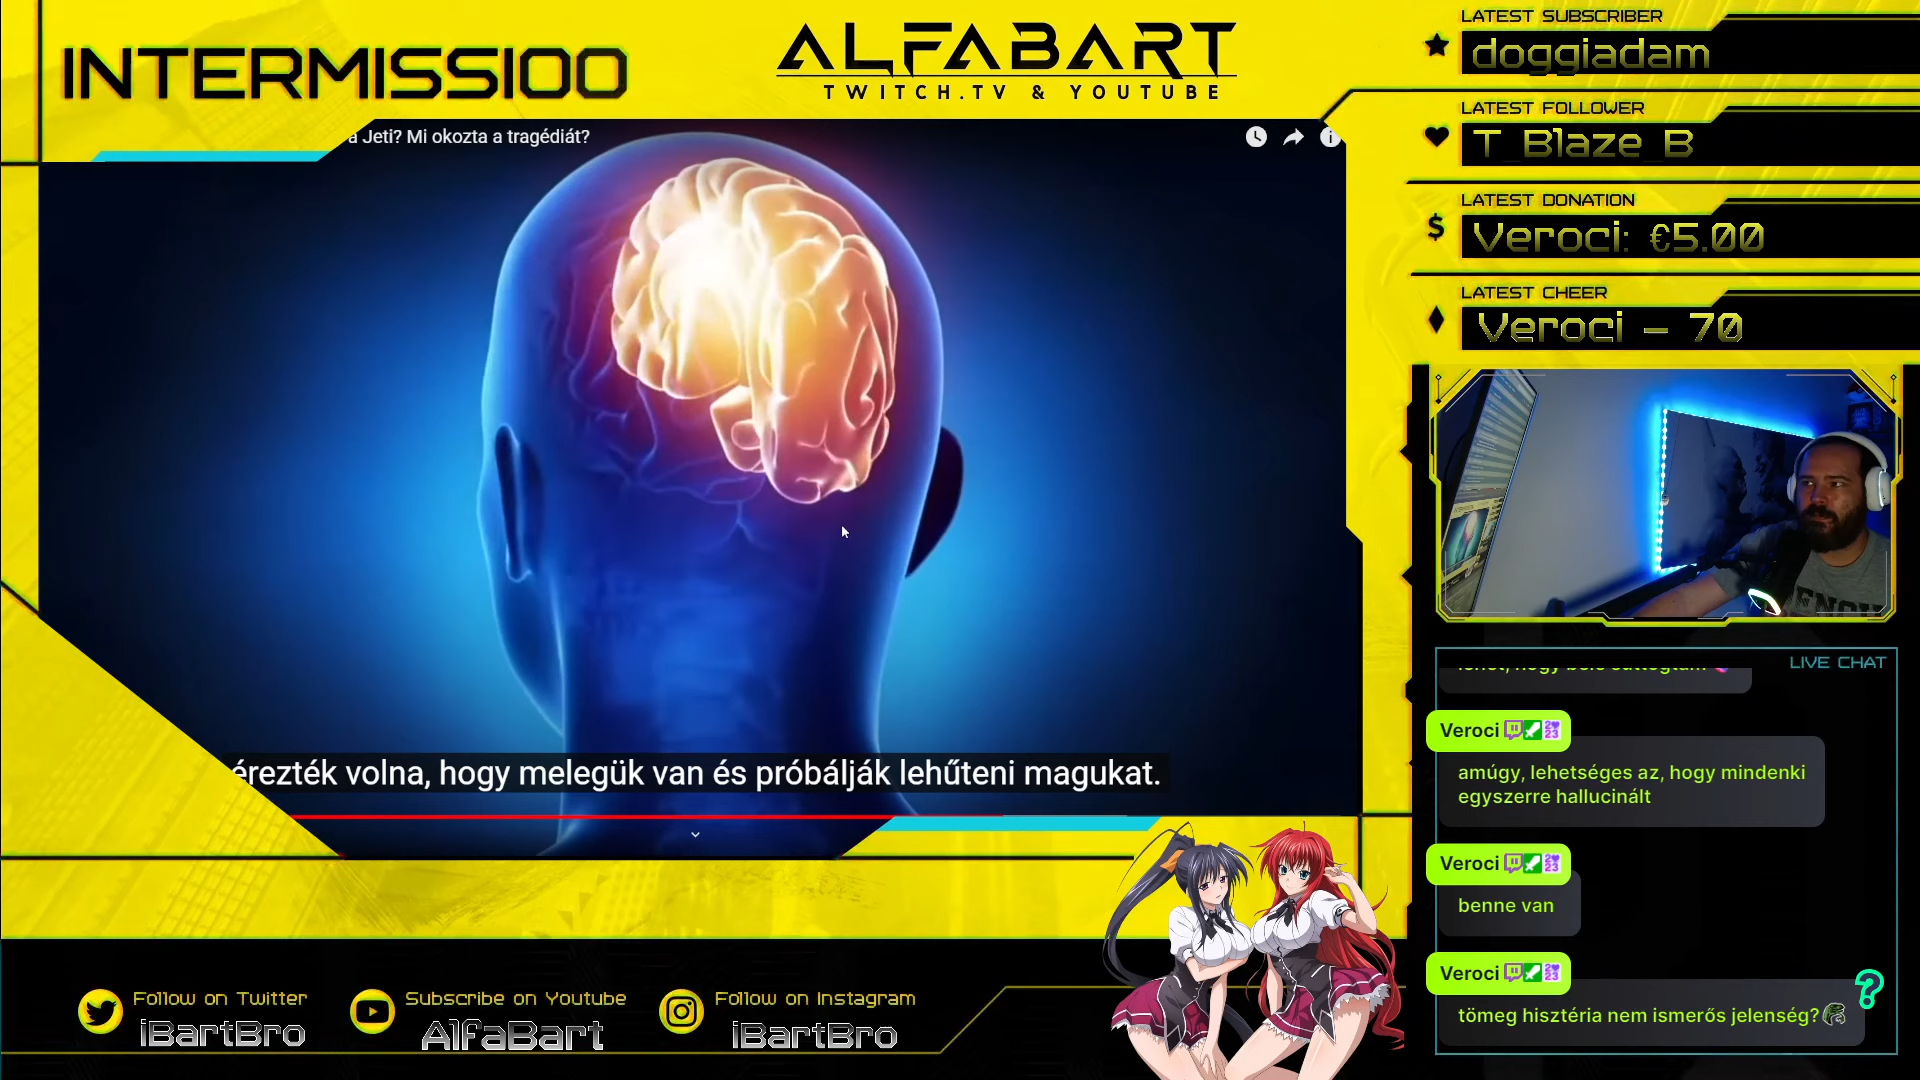 INTERMISSIOO
ALFABART
TWITCH.TV & YOUTUBE
LATEST SUBSCRIBER
doggiadam
LATEST FOLLOWER
T_Blaze_B
LATEST DONATION
Veroci: €5.00
LATEST CHEER
Veroci - 70
a Jeti? Mi okozta a tragédiát?
érezték volna, hogy melegük van és próbálják lehűteni magukat.
LIVE CHAT
Veroci
amúgy, lehetséges az, hogy mindenki
egyszerre hallucinált
Veroci
benne van
Veroci
tömeg hisztéria nem ismerős jelenség?
Follow on Twitter
iBartBro
Subscribe on Youtube
AlfaBart
Follow on Instagram
iBartBro